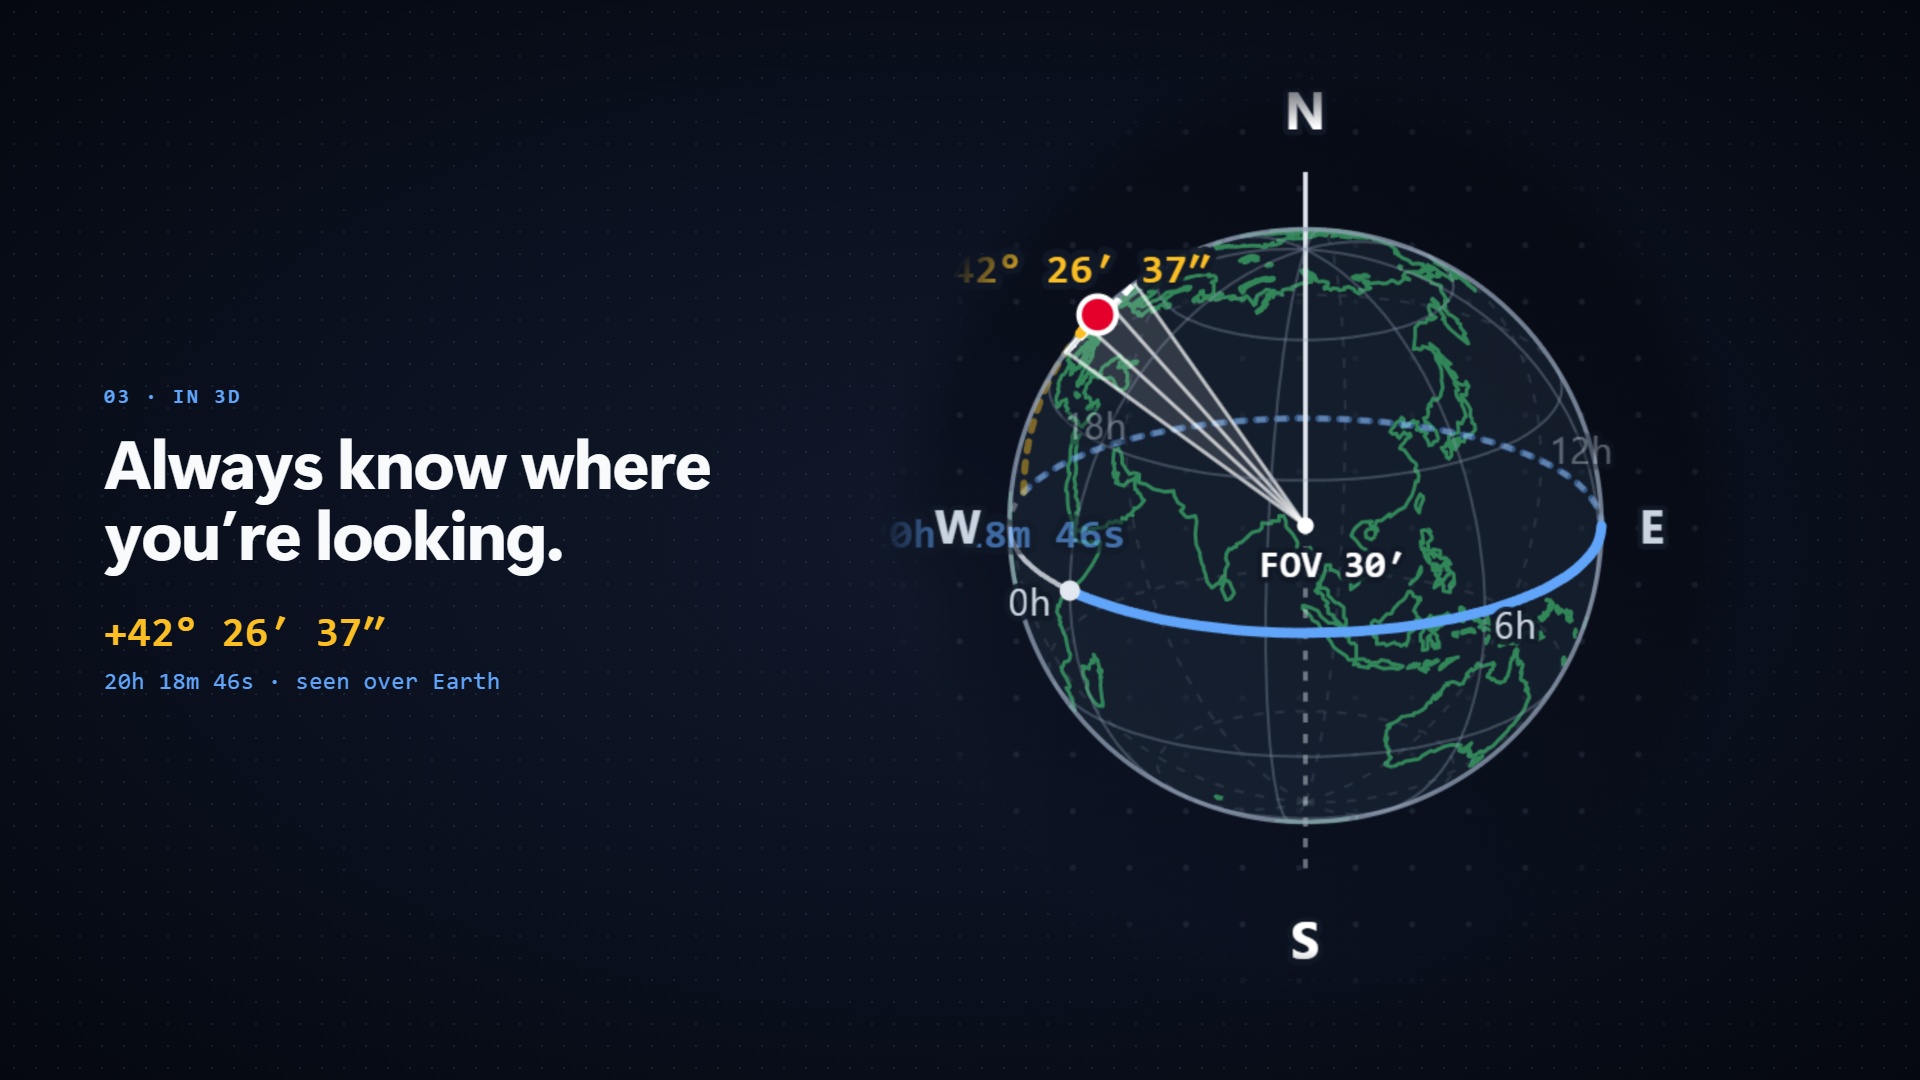 03 · IN 3D
Always know where
you’re looking.
+42° 26′ 37″
20h 18m 46s · seen over Earth
N
42° 26′ 37″
18h
12h
W
8m 46s
E
FOV 30′
0h
6h
S